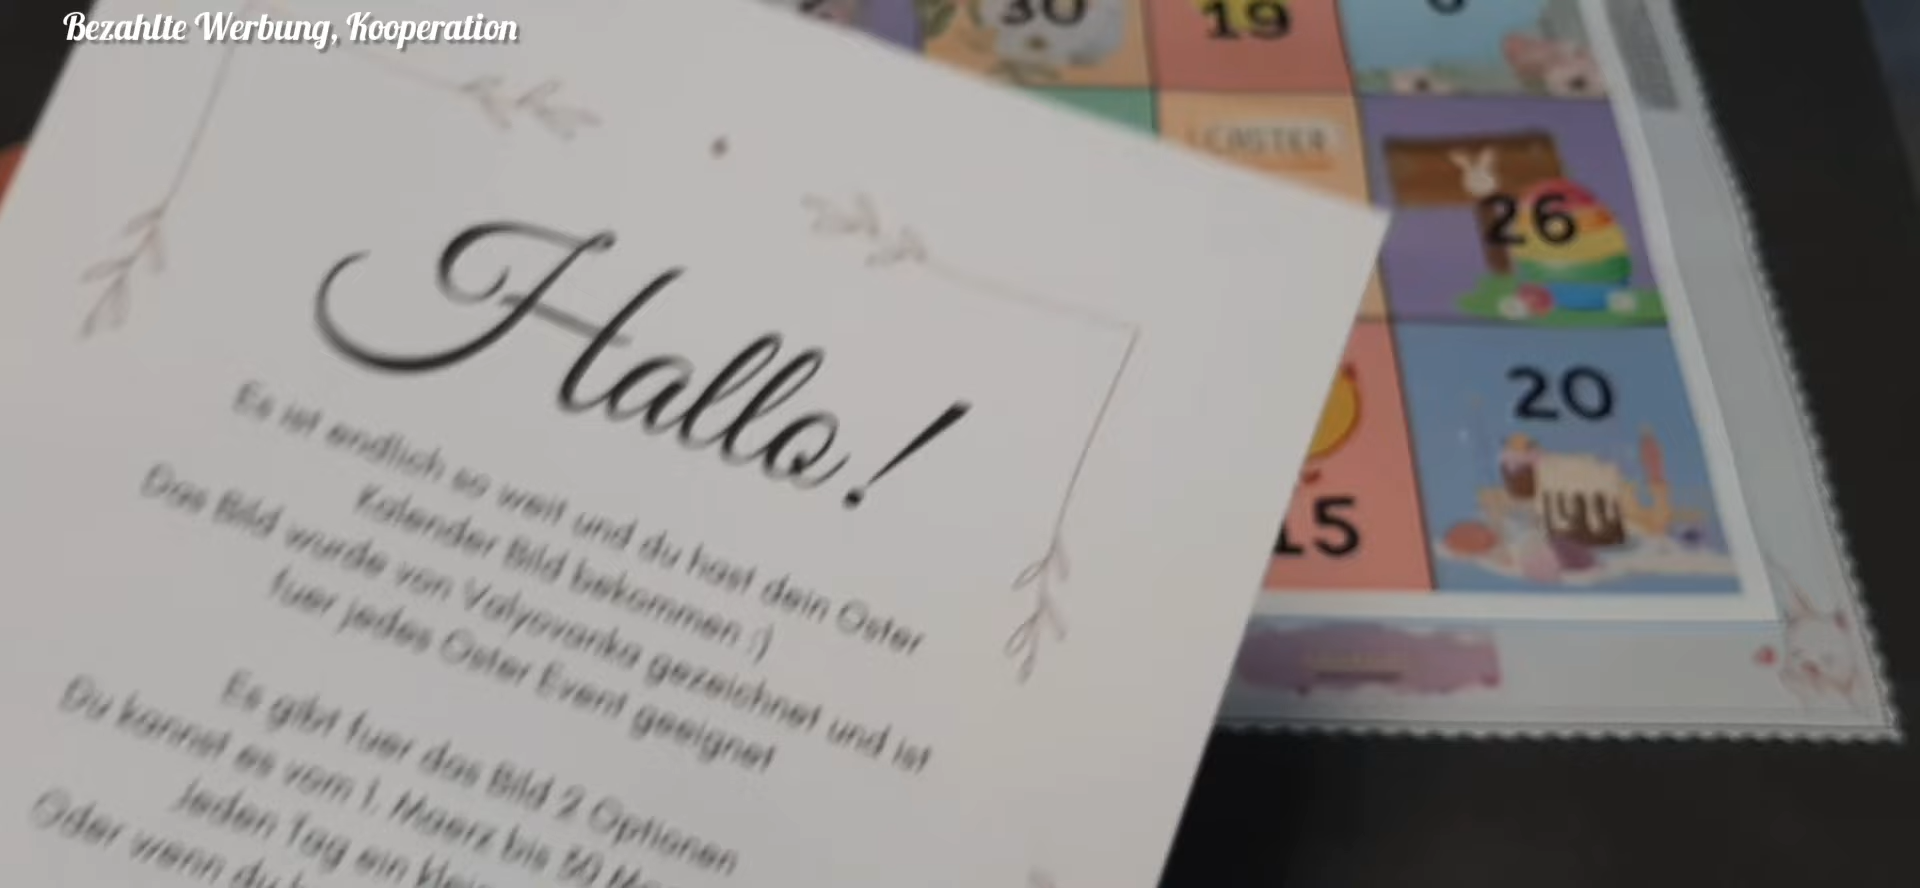 Bezahlte Werbung, Kooperation
30
19
EASTER
26
20
15
Hallo!
Es ist endlich so weit und du hast dein Oster
Kalender Bild bekommen :)
Das Bild wurde von Valyovanka gezeichnet und ist
fuer jedes Oster Event geeignet
Es gibt fuer das Bild 2 Optionen
Du kannst es vom 1. Maerz bis 30
Jeden Tag ein
Oder wenn du